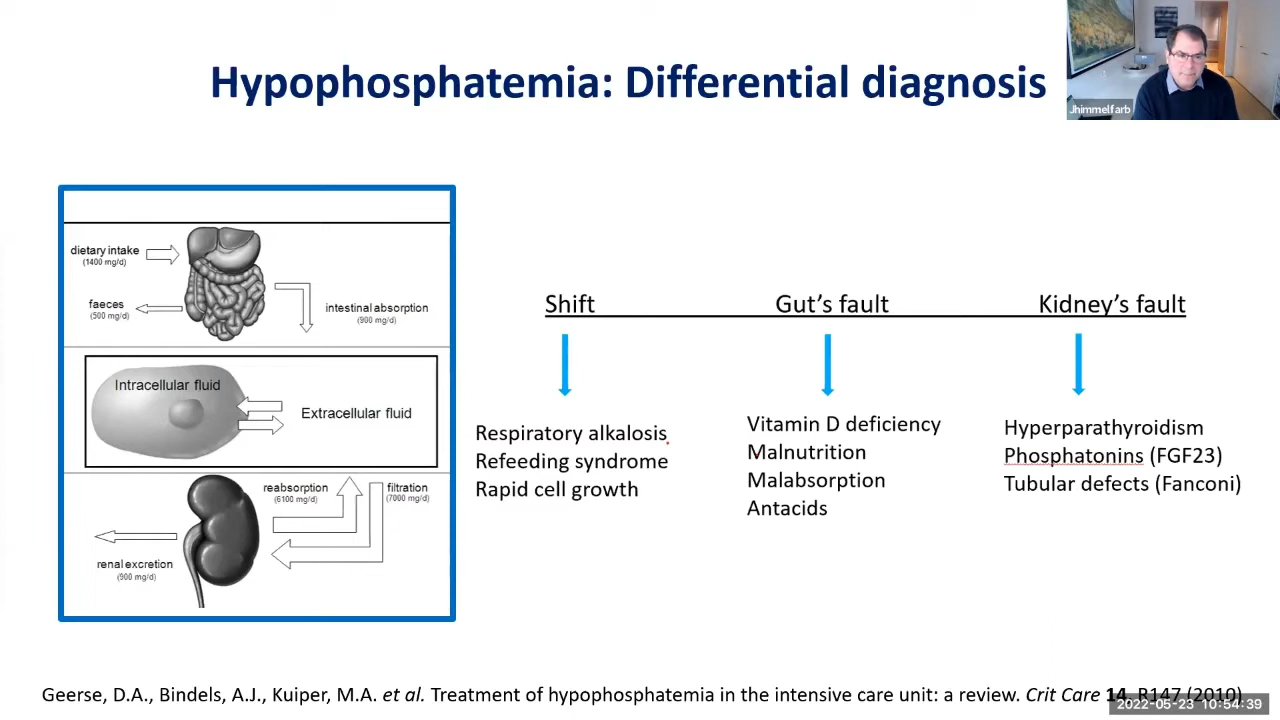 Hypophosphatemia: Differential diagnosis
Jhimmelfarb
dietary intake
(1400 mg/d)
faeces
(500 mg/d)
intestinal absorption
(900 mg/d)
Intracellular fluid
Extracellular fluid
reabsorption
(6100 mg/d)
filtration
(7000 mg/d)
renal excretion
(900 mg/d)
Shift
Gut’s fault
Kidney’s fault
Respiratory alkalosis
Refeeding syndrome
Rapid cell growth
Vitamin D deficiency
Malnutrition
Malabsorption
Antacids
Hyperparathyroidism
Phosphatonins (FGF23)
Tubular defects (Fanconi)
Geerse, D.A., Bindels, A.J., Kuiper, M.A. et al. Treatment of hypophosphatemia in the intensive care unit: a review. Crit Care 14, R147 (2010)
2022-05-23 10:54:39